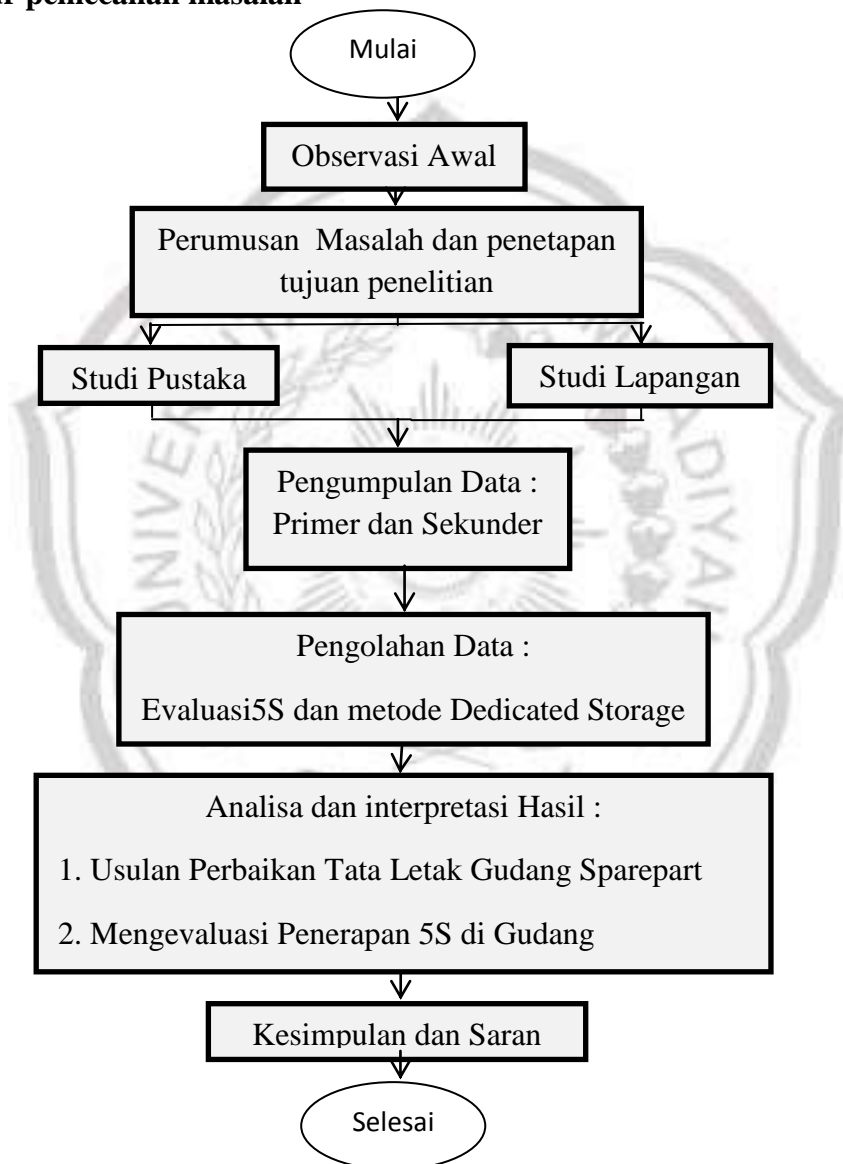 pemecahan masalah
Mulai
Observasi Awal
Perumusan Masalah dan penetapan
tujuan penelitian
Studi Pustaka
Studi Lapangan
Pengumpulan Data :
Primer dan Sekunder
Pengolahan Data :
Evaluasi5S dan metode Dedicated Storage
Analisa dan interpretasi Hasil :
1. Usulan Perbaikan Tata Letak Gudang Sparepart
2. Mengevaluasi Penerapan 5S di Gudang
Kesimpulan dan Saran
Selesai